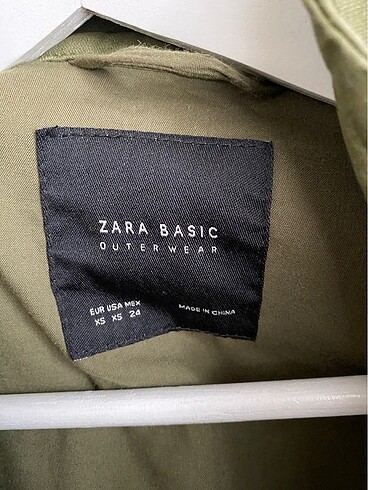 ZARA BASIC
OUTERWEAR
EUR USA MEX
XS XS 24
MADE IN CHINA